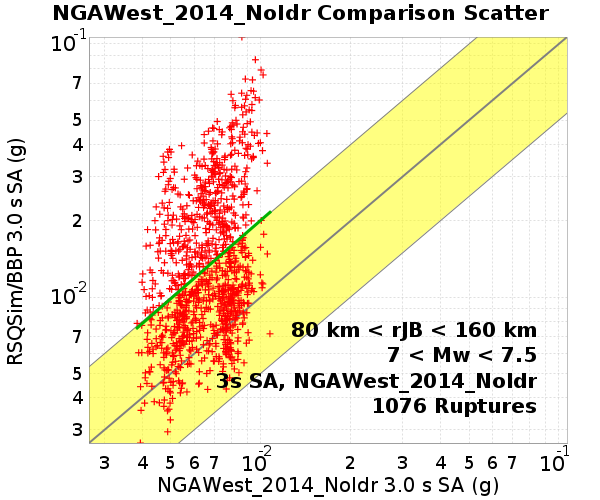 NGAWest_2014_NoIdr Comparison Scatter
10-1
7
5
4
3
2
10-2
7
5
4
3
RSQSim/BBP 3.0 s SA (g)
80 km < rJB < 160 km
7 < Mw < 7.5
3s SA, NGAWest_2014_NoIdr
1076 Ruptures
3 4 5 6 7 10-2 2 3 4 5 6 7 10-1
NGAWest_2014_NoIdr 3.0 s SA (g)